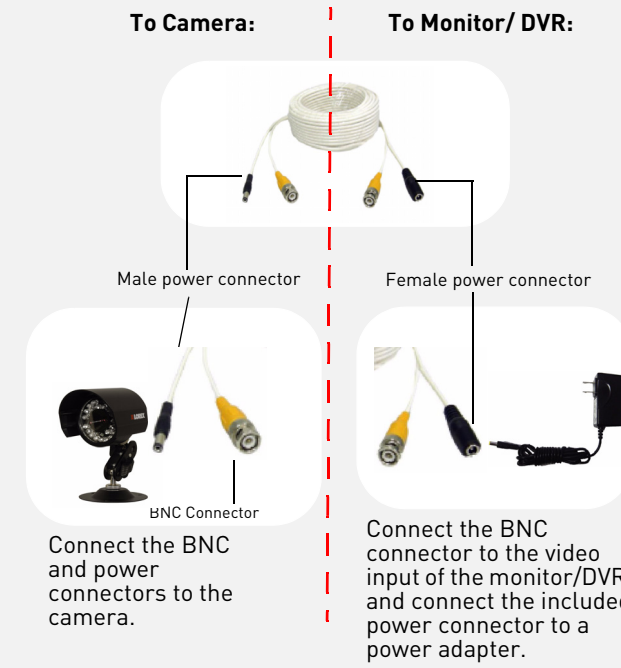 To Camera:
To Monitor/ DVR:
Male power connector
Female power connector
LOREX
BNC Connector
Connect the BNC
and power
connectors to the
camera.
Connect the BNC
connector to the video
input of the monitor/DVR
and connect the included
power connector to a
power adapter.